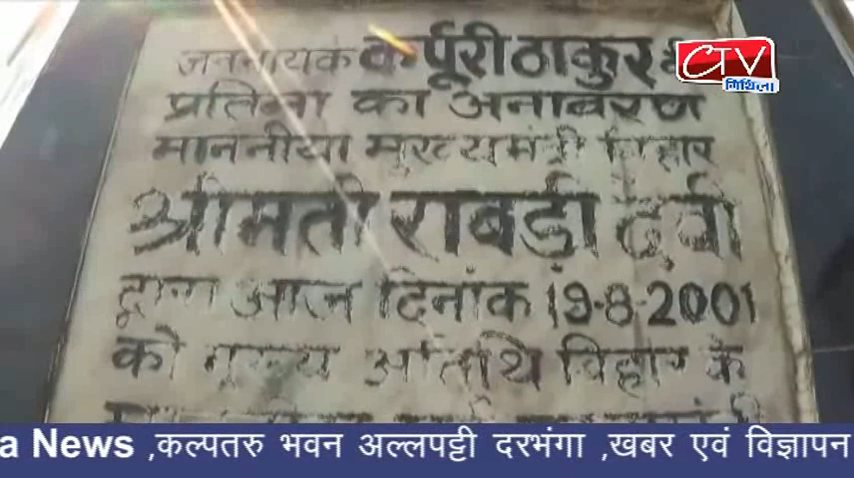 जननायक कर्पूरी ठाकुर
CTV
मिथिला
प्रतिमा का अनावरण
माननीया मुख्यमंत्री बिहार
श्रीमती राबड़ी देवी
द्वारा आज दिनांक 19-8-2001
को मुख्य अतिथि बिहार के
a News ,कल्पतरु भवन अल्लपट्टी दरभंगा ,खबर एवं विज्ञापन